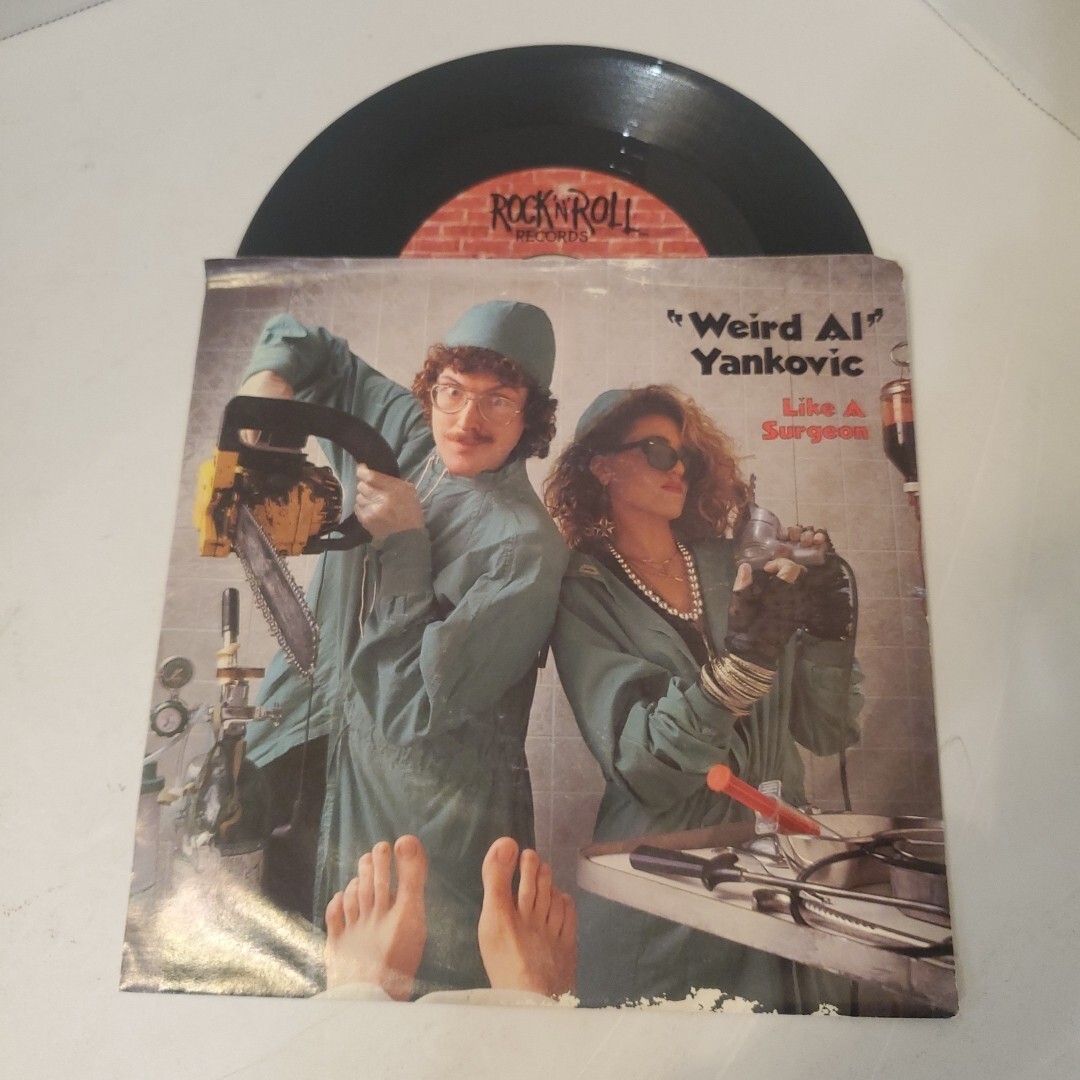 ROCK'N'ROLL
RECORDS
"Weird Al"
Yankovic
Like A
Surgeon